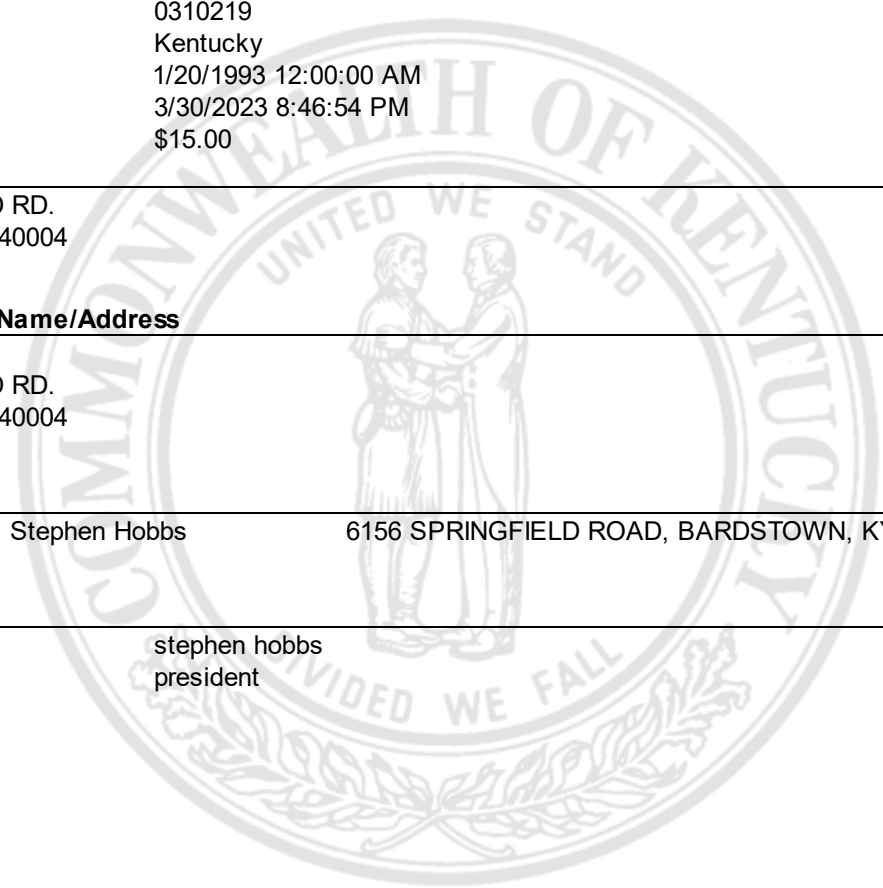 0310219
Kentucky
1/20/1993 12:00:00 AM
3/30/2023 8:46:54 PM
$15.00
RD.
40004
Name/Address
RD.
40004
Stephen Hobbs 6156 SPRINGFIELD ROAD, BARDSTOWN, KY
stephen hobbs
president
COMMONWEALTH OF KENTUCKY
UNITED WE STAND
DIVIDED WE FALL